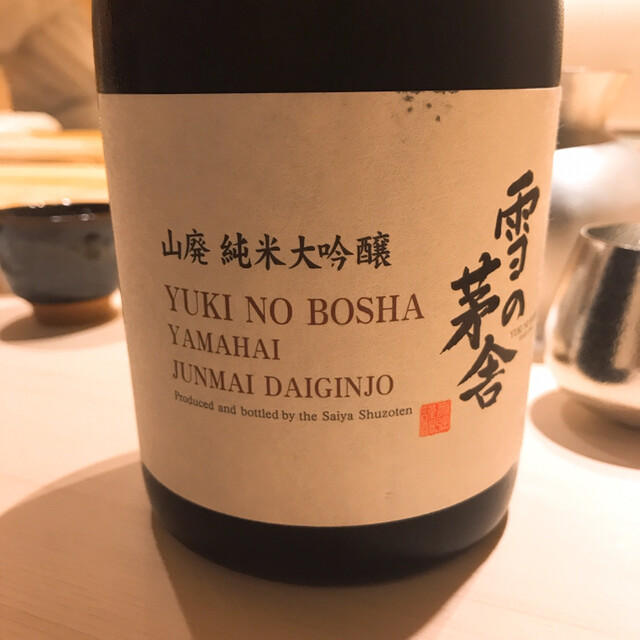 雪の茅舎
山廃 純米大吟醸
YUKI NO BOSHA
YAMAHAI
JUNMAI DAIGINJO
Produced and bottled by the Saiya Shuzoten